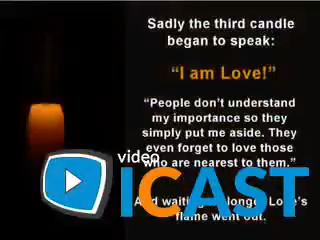 Sadly the third candle
began to speak:
“I am Love!”
“People don’t understand
my importance so they
simply put me aside. They
even forget to love those
who are nearest to them.”
video
ICAST
And waiting no longer Love’s
flame went out.